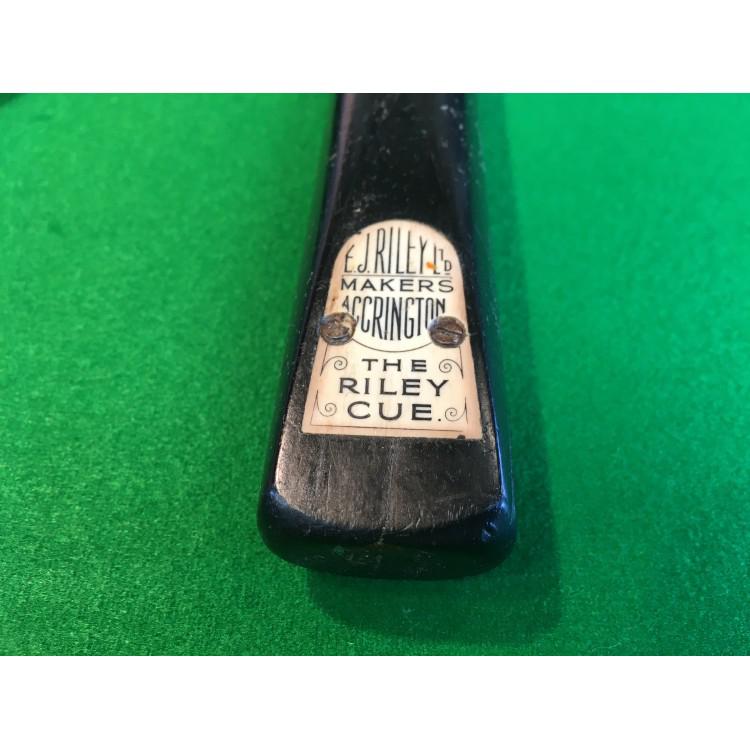 E.J. RILEY LTD
MAKERS
ACCRINGTON
THE
RILEY
CUE.